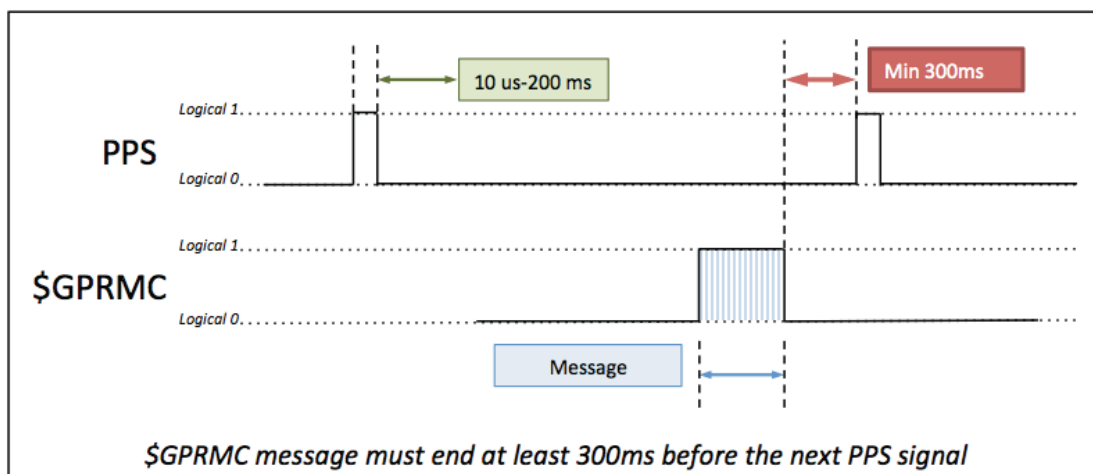 Min 300ms
10 us-200 ms
Logical 1
PPS
Logical 0
Logical 1
$GPRMC
Logical 0
Message
$GPRMC message must end at least 300ms before the next PPS signal